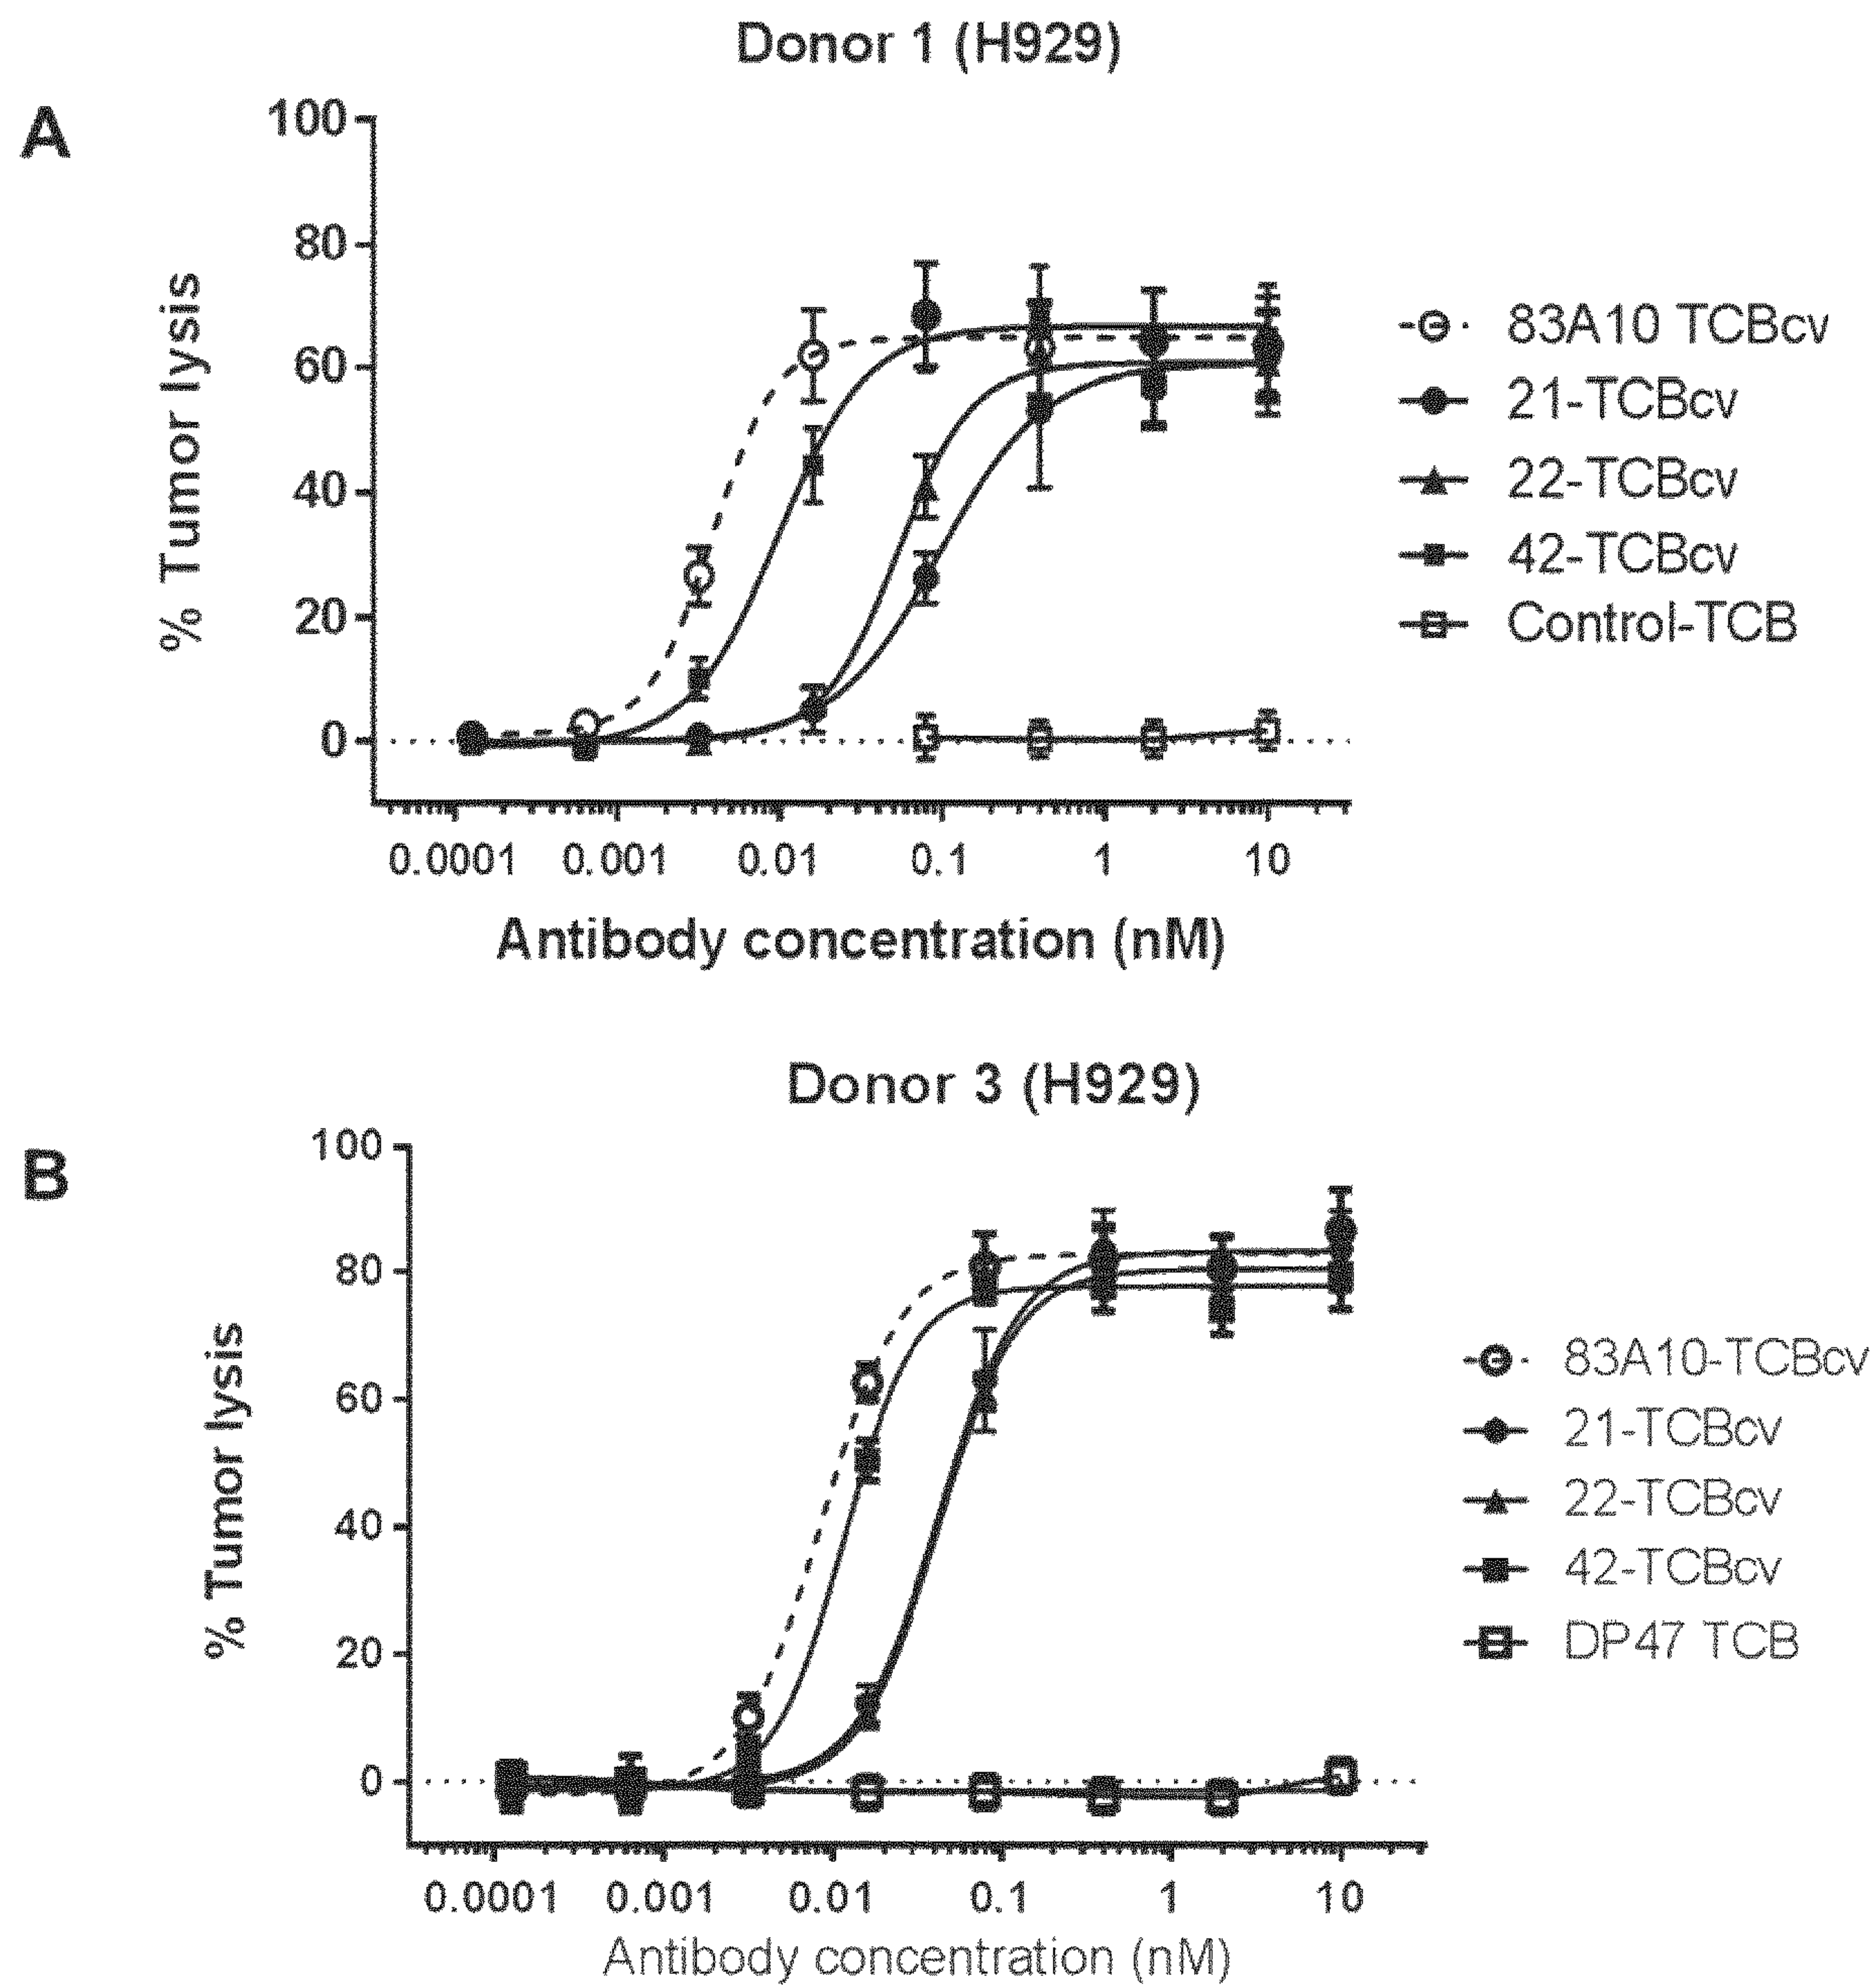 Donor 1 (H929)
A
100
80
60
40
20
0
% Tumor lysis
83A10 TCBcv
21-TCBcv
22-TCBcv
42-TCBcv
Control-TCB
0.0001 0.001 0.01 0.1 1 10
Antibody concentration (nM)
Donor 3 (H929)
B
100
80
60
40
20
0
% Tumor lysis
83A10-TCBcv
21-TCBcv
22-TCBcv
42-TCBcv
DP47 TCB
0.0001 0.001 0.01 0.1 1 10
Antibody concentration (nM)